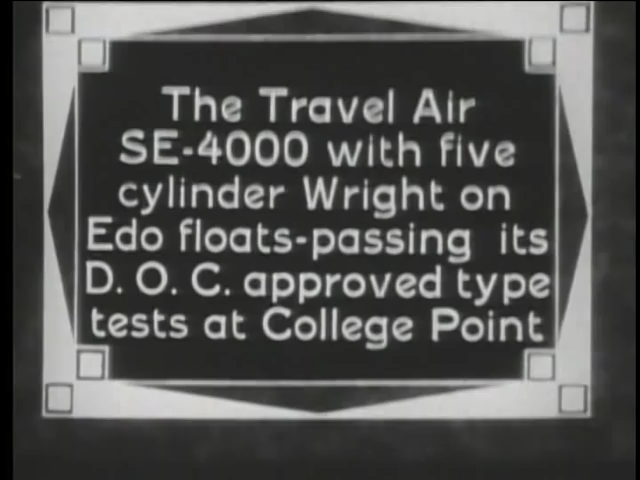 The Travel Air
SE-4000 with five
cylinder Wright on
Edo floats-passing its
D. O. C. approved type
tests at College Point